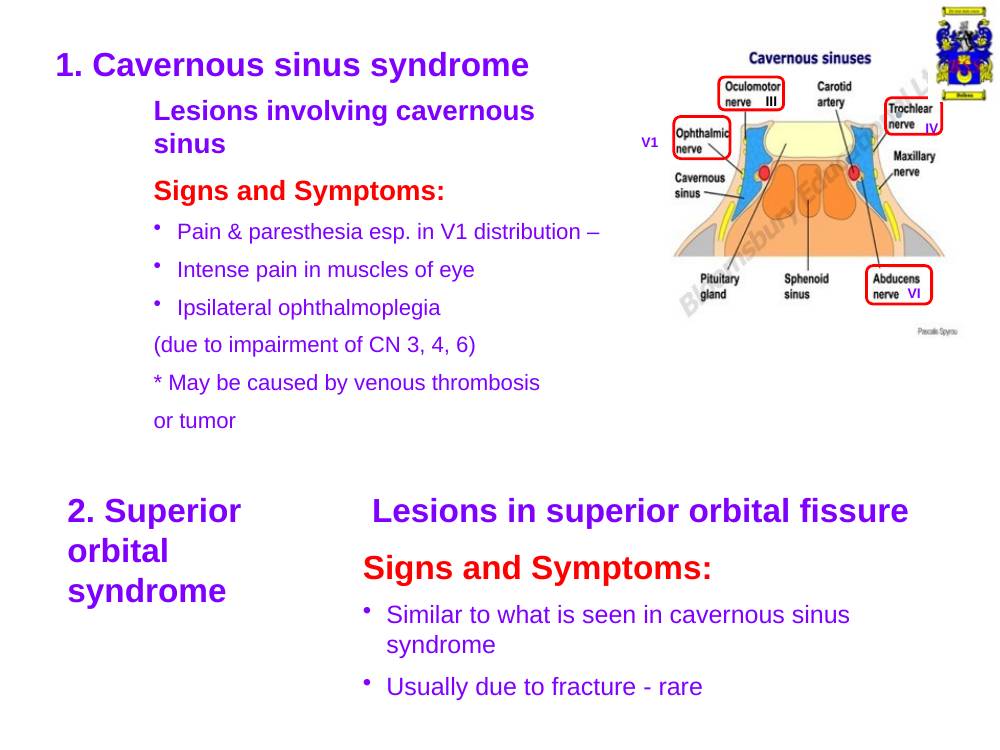 1. Cavernous sinus syndrome
Lesions involving cavernous
sinus
Signs and Symptoms:
• Pain & paresthesia esp. in V1 distribution –
• Intense pain in muscles of eye
• Ipsilateral ophthalmoplegia
(due to impairment of CN 3, 4, 6)
* May be caused by venous thrombosis
or tumor
Cavernous sinuses
Oculomotor
nerve III
Carotid
artery
Trochlear
nerve IV
V1
Ophthalmic
nerve
Maxillary
nerve
Cavernous
sinus
Pituitary
gland
Sphenoid
sinus
Abducens
nerve VI
Pascalis Spyrou
2. Superior
orbital
syndrome
Lesions in superior orbital fissure
Signs and Symptoms:
• Similar to what is seen in cavernous sinus
syndrome
• Usually due to fracture - rare